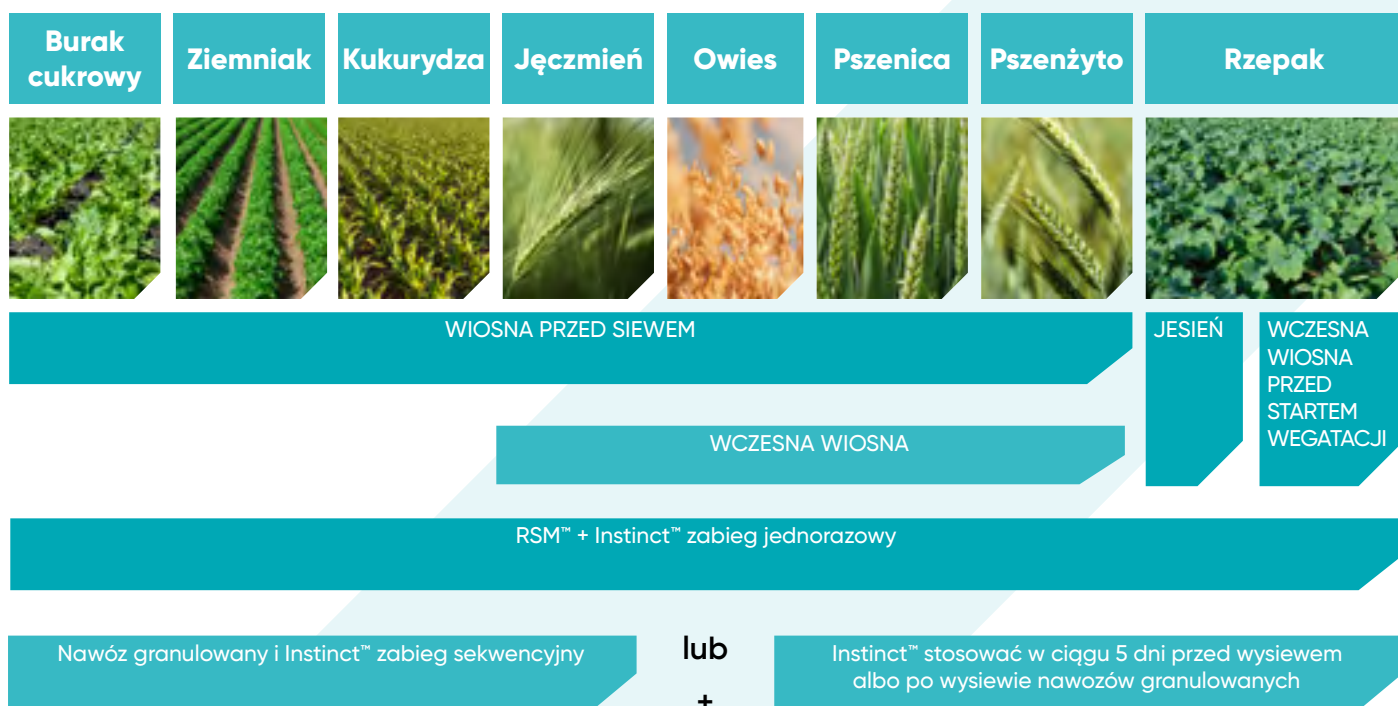 Burak
cukrowy
Ziemniak
Kukurydza
Jęczmień
Owies
Pszenica
Pszenżyto
Rzepak
WIOSNA PRZED SIEWEM
JESIEŃ
WCZESNA
WIOSNA
PRZED
STARTEM
WEGATACJI
WCZESNA WIOSNA
RSM™ + Instinct™ zabieg jednorazowy
Nawóz granulowany i Instinct™ zabieg sekwencyjny
lub
+
Instinct™ stosować w ciągu 5 dni przed wysiewem
albo po wysiewie nawozów granulowanych